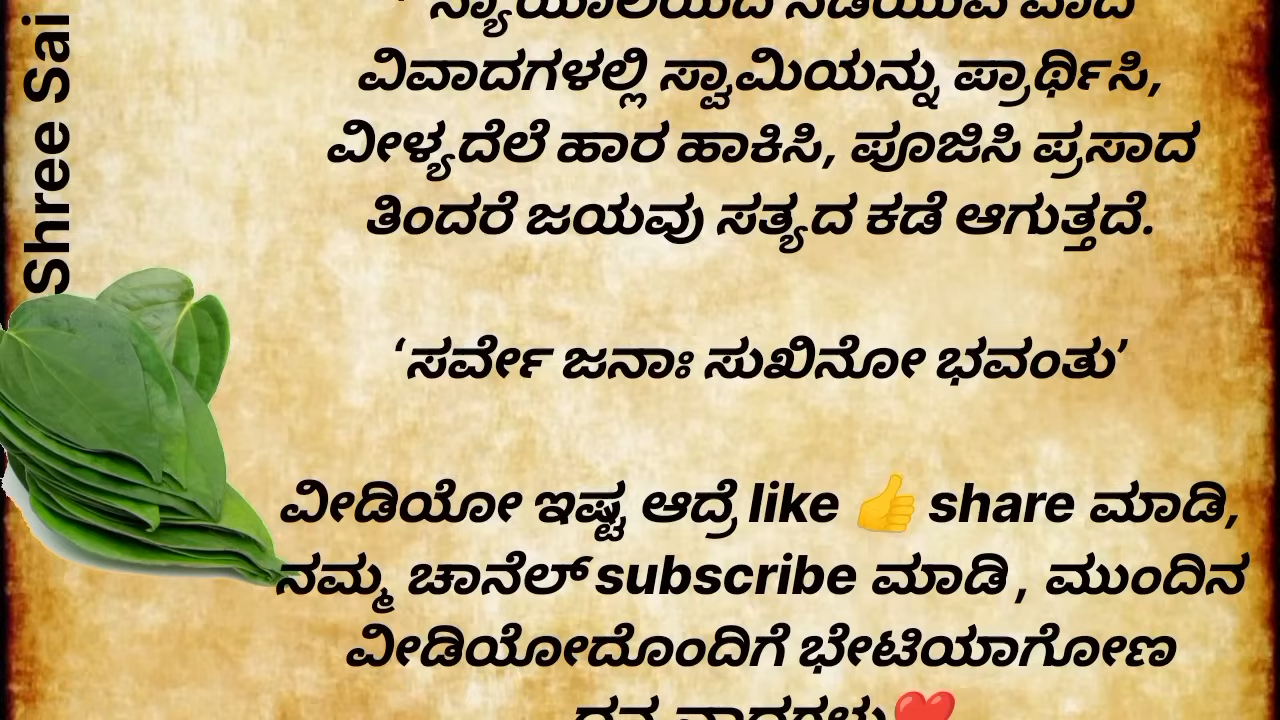 Shree Sai
ನಡೆಯುವ ವಾದ
ವಿವಾದಗಳಲ್ಲಿ ಸ್ವಾಮಿಯನ್ನು ಪ್ರಾರ್ಥಿಸಿ,
ವೀಳ್ಯದೆಲೆ ಹಾರ ಹಾಕಿಸಿ, ಪೂಜಿಸಿ ಪ್ರಸಾದ
ತಿಂದರೆ ಜಯವು ಸತ್ಯದ ಕಡೆ ಆಗುತ್ತದೆ.
‘ಸರ್ವೇ ಜನಾಃ ಸುಖಿನೋ ಭವಂತು’
ವೀಡಿಯೋ ಇಷ್ಟ ಆದ್ರೆ like 👍 share ಮಾಡಿ,
ನಮ್ಮ ಚಾನೆಲ್ subscribe ಮಾಡಿ , ಮುಂದಿನ
ವೀಡಿಯೋದೊಂದಿಗೆ ಭೇಟಿಯಾಗೋಣ